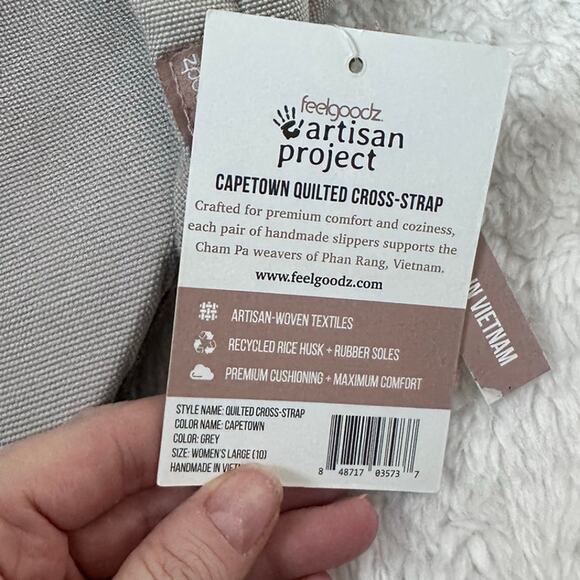 feelgoodz
artisan
project
CAPETOWN QUILTED CROSS-STRAP
Crafted for premium comfort and coziness,
each pair of handmade slippers supports the
Cham Pa weavers of Phan Rang, Vietnam.
www.feelgoodz.com
ARTISAN-WOVEN TEXTILES
RECYCLED RICE HUSK + RUBBER SOLES
PREMIUM CUSHIONING + MAXIMUM COMFORT
STYLE NAME: QUILTED CROSS-STRAP
COLOR NAME: CAPETOWN
COLOR: GREY
SIZE: WOMEN'S LARGE (10)
HANDMADE IN
8 48717 03573 7
VIETNAM